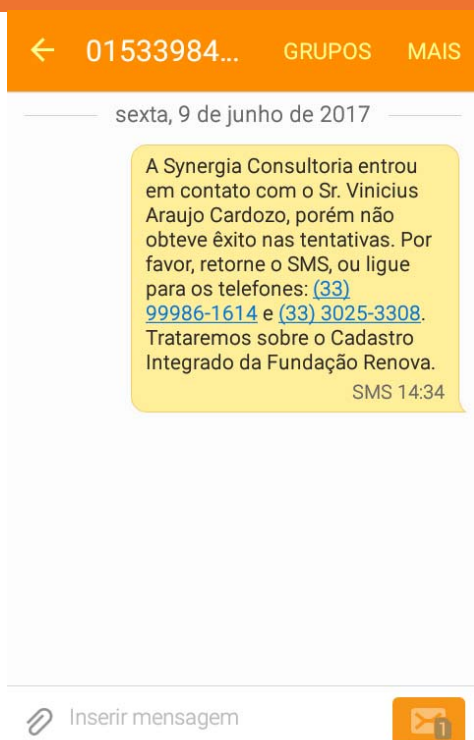 01533984... GRUPOS MAIS
sexta, 9 de junho de 2017
A Synergia Consultoria entrou
em contato com o Sr. Vinicius
Araujo Cardozo, porém não
obteve êxito nas tentativas. Por
favor, retorne o SMS, ou ligue
para os telefones: (33)
99986-1614 e (33) 3025-3308.
Trataremos sobre o Cadastro
Integrado da Fundação Renova.
SMS 14:34
Inserir mensagem
1